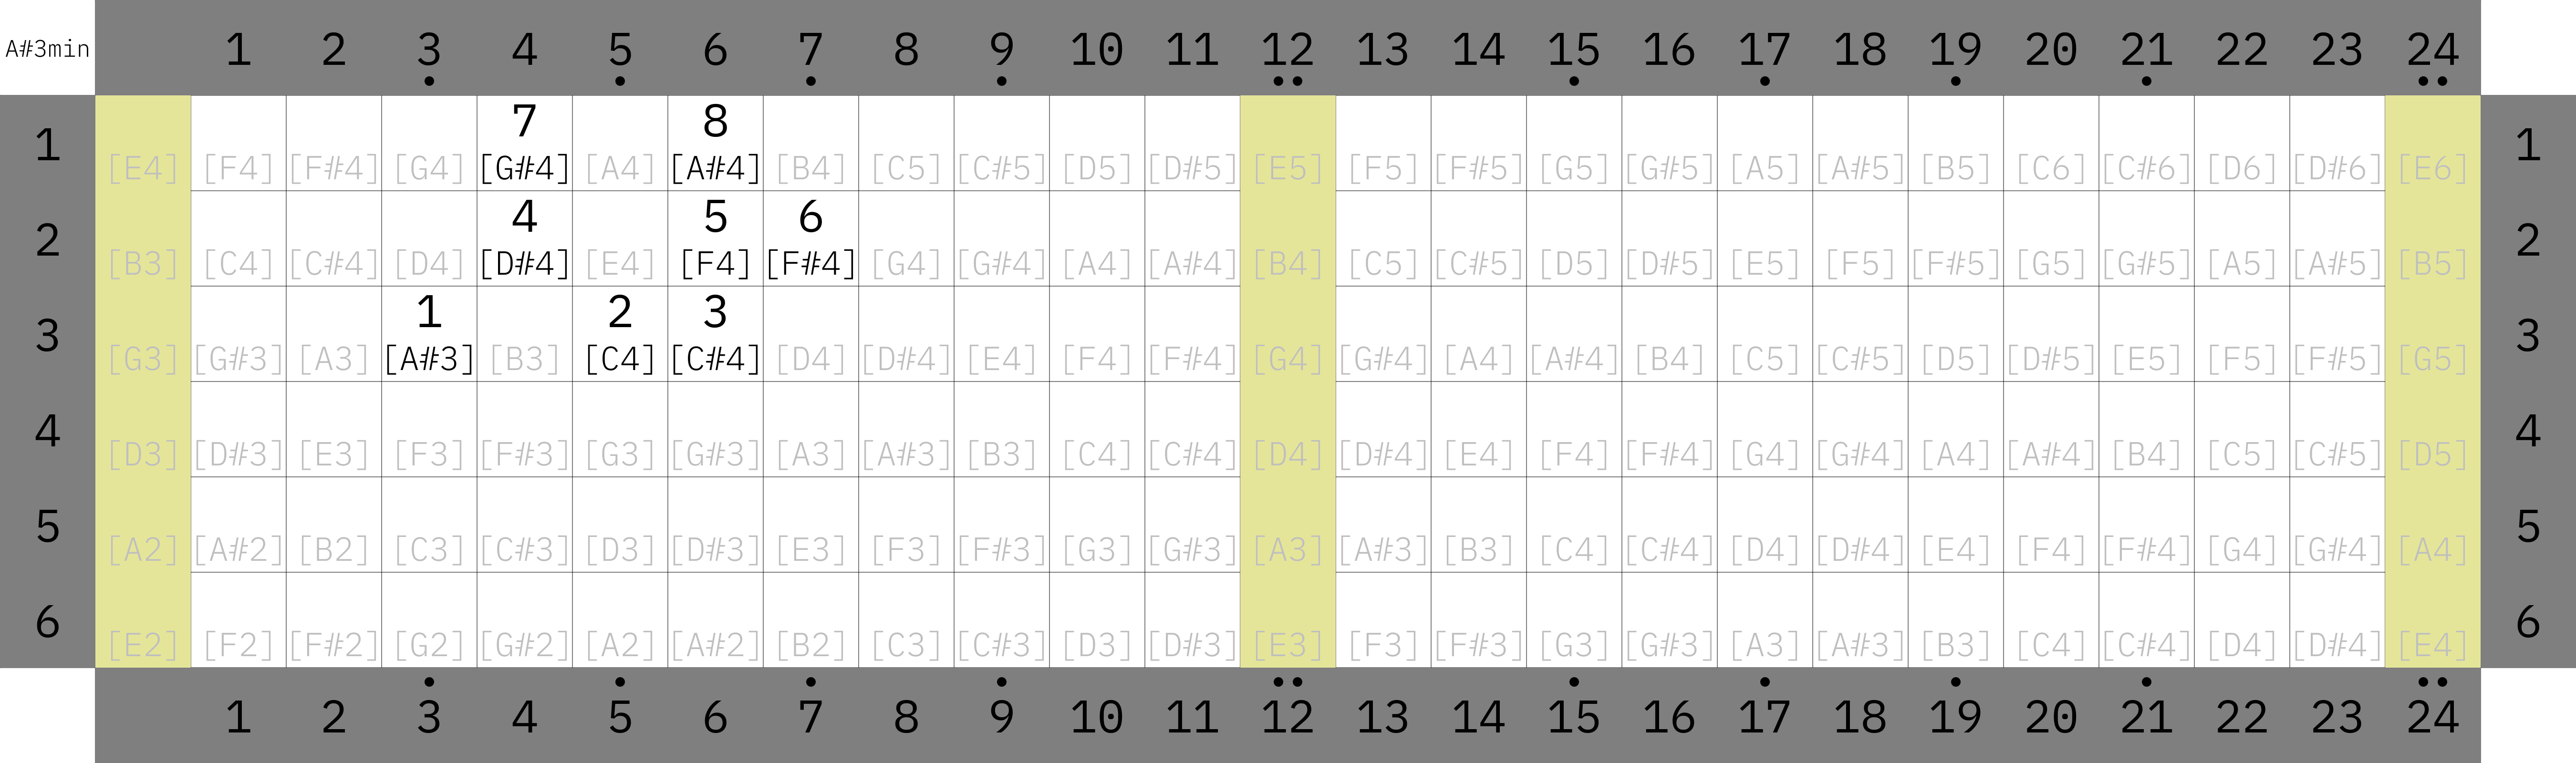 A#3min 1 2 3 4 5 6 7 8 9 10 11 12 13 14 15 16 17 18 19 20 21 22 23 24
7 8
1 [E4] [F4] [F#4] [G4] [G#4] [A4] [A#4] [B4] [C5] [C#5] [D5] [D#5] [E5] [F5] [F#5] [G5] [G#5] [A5] [A#5] [B5] [C6] [C#6] [D6] [D#6] [E6] 1
4 5 6
2 [B3] [C4] [C#4] [D4] [D#4] [E4] [F4] [F#4] [G4] [G#4] [A4] [A#4] [B4] [C5] [C#5] [D5] [D#5] [E5] [F5] [F#5] [G5] [G#5] [A5] [A#5] [B5] 2
1 2 3
3 [G3] [G#3] [A3] [A#3] [B3] [C4] [C#4] [D4] [D#4] [E4] [F4] [F#4] [G4] [G#4] [A4] [A#4] [B4] [C5] [C#5] [D5] [D#5] [E5] [F5] [F#5] [G5] 3
4 [D3] [D#3] [E3] [F3] [F#3] [G3] [G#3] [A3] [A#3] [B3] [C4] [C#4] [D4] [D#4] [E4] [F4] [F#4] [G4] [G#4] [A4] [A#4] [B4] [C5] [C#5] [D5] 4
5 [A2] [A#2] [B2] [C3] [C#3] [D3] [D#3] [E3] [F3] [F#3] [G3] [G#3] [A3] [A#3] [B3] [C4] [C#4] [D4] [D#4] [E4] [F4] [F#4] [G4] [G#4] [A4] 5
6 [E2] [F2] [F#2] [G2] [G#2] [A2] [A#2] [B2] [C3] [C#3] [D3] [D#3] [E3] [F3] [F#3] [G3] [G#3] [A3] [A#3] [B3] [C4] [C#4] [D4] [D#4] [E4] 6
1 2 3 4 5 6 7 8 9 10 11 12 13 14 15 16 17 18 19 20 21 22 23 24